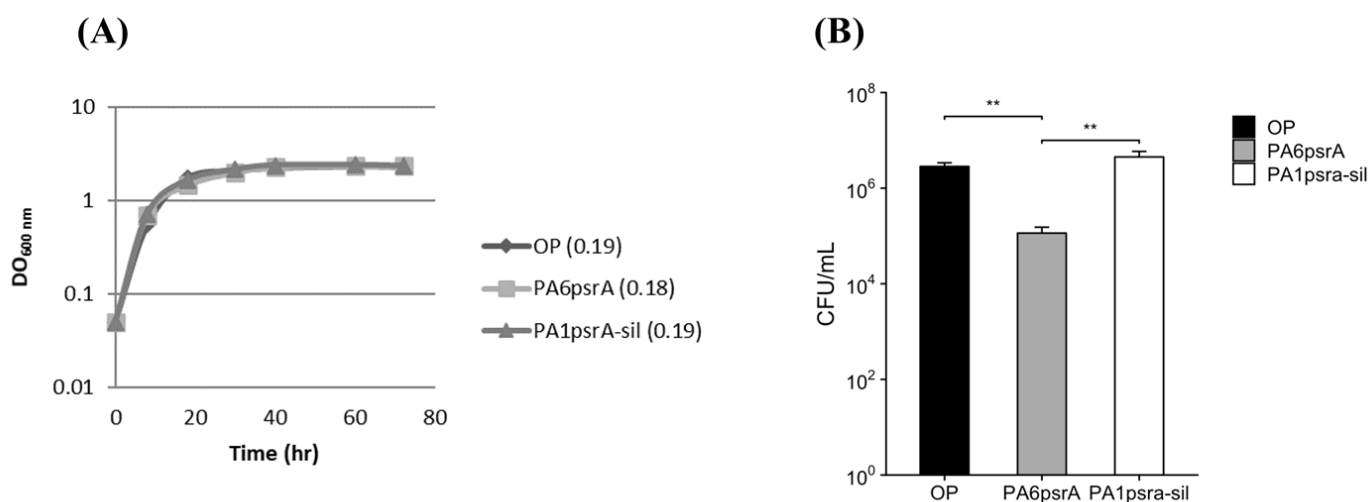 (A)
10
1
0.1
0.01
DO600 nm
0
20
40
60
80
Time (hr)
OP (0.19)
PA6psrA (0.18)
PA1psrA-sil (0.19)
(B)
10^8
10^6
10^4
10^2
10^0
CFU/mL
**
**
OP
PA6psrA
PA1psra-sil
OP
PA6psrA
PA1psra-sil